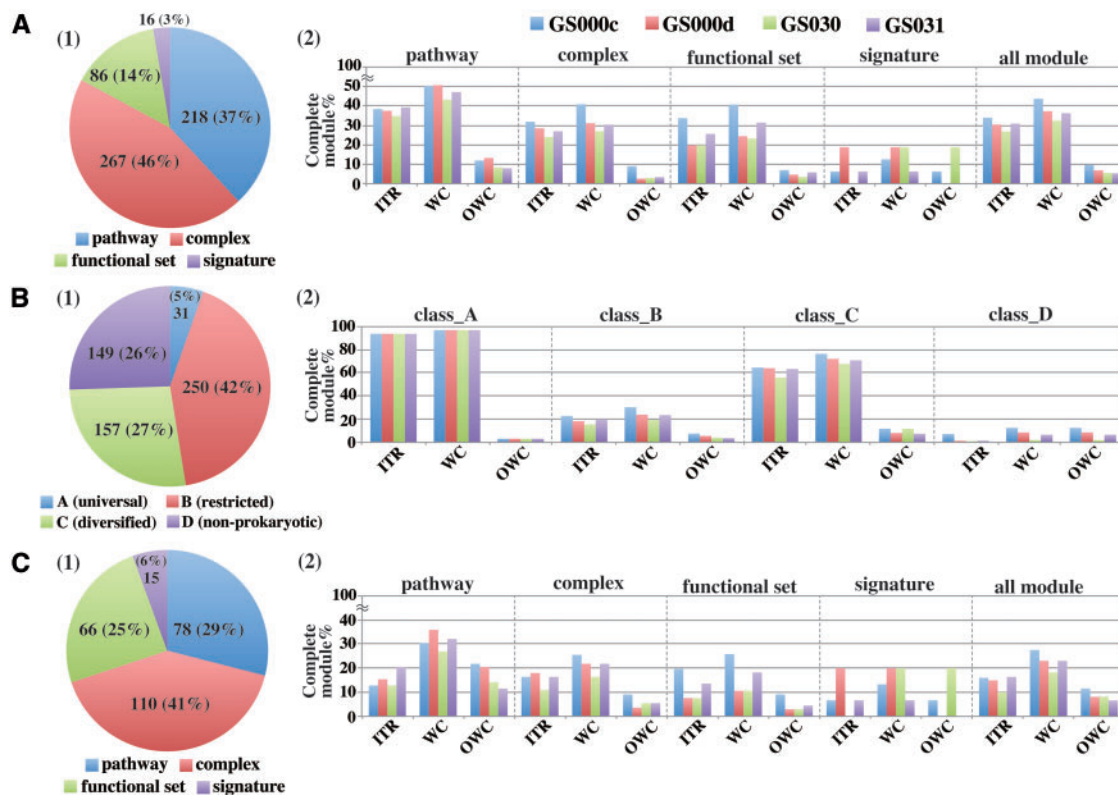 A
(1)
16 (3%)
86 (14%)
218 (37%)
267 (46%)
pathway complex
functional set signature
(2)
GS000c GS000d GS030 GS031
pathway complex functional set signature all module
Complete module%
100
50
40
30
20
10
0
ITR WC OWC ITR WC OWC ITR WC OWC ITR WC OWC ITR WC OWC
B
(1)
(5%)
31
149 (26%)
250 (42%)
157 (27%)
A (universal) B (restricted)
C (diversified) D (non-prokaryotic)
(2)
class_A class_B class_C class_D
Complete module%
100
80
60
40
20
0
ITR WC OWC ITR WC OWC ITR WC OWC ITR WC OWC
C
(1)
(6%)
15
66 (25%)
78 (29%)
110 (41%)
pathway complex
functional set signature
(2)
pathway complex functional set signature all module
Complete module%
100
40
30
20
10
0
ITR WC OWC ITR WC OWC ITR WC OWC ITR WC OWC ITR WC OWC